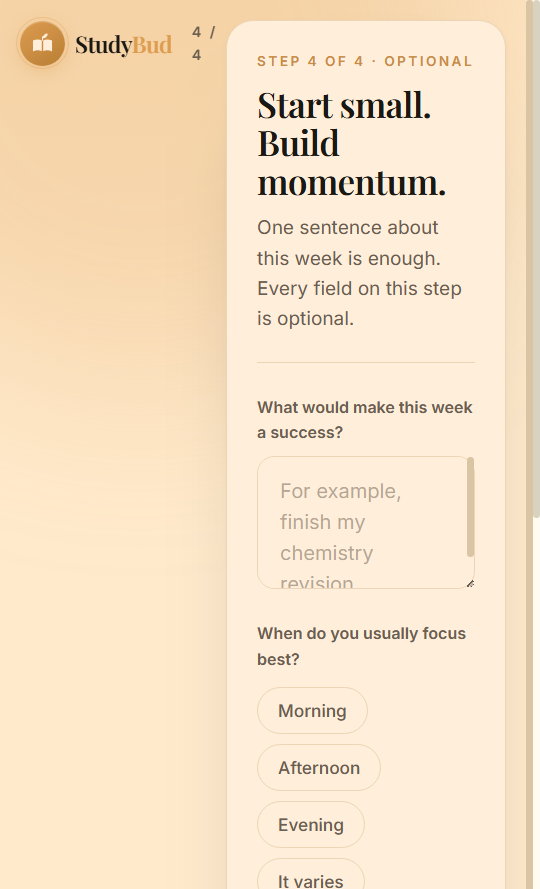 StudyBud
4 /
4
STEP 4 OF 4 · OPTIONAL
Start small.
Build
momentum.
One sentence about
this week is enough.
Every field on this step
is optional.
What would make this week
a success?
For example,
finish my
chemistry
revision
When do you usually focus
best?
Morning
Afternoon
Evening
It varies